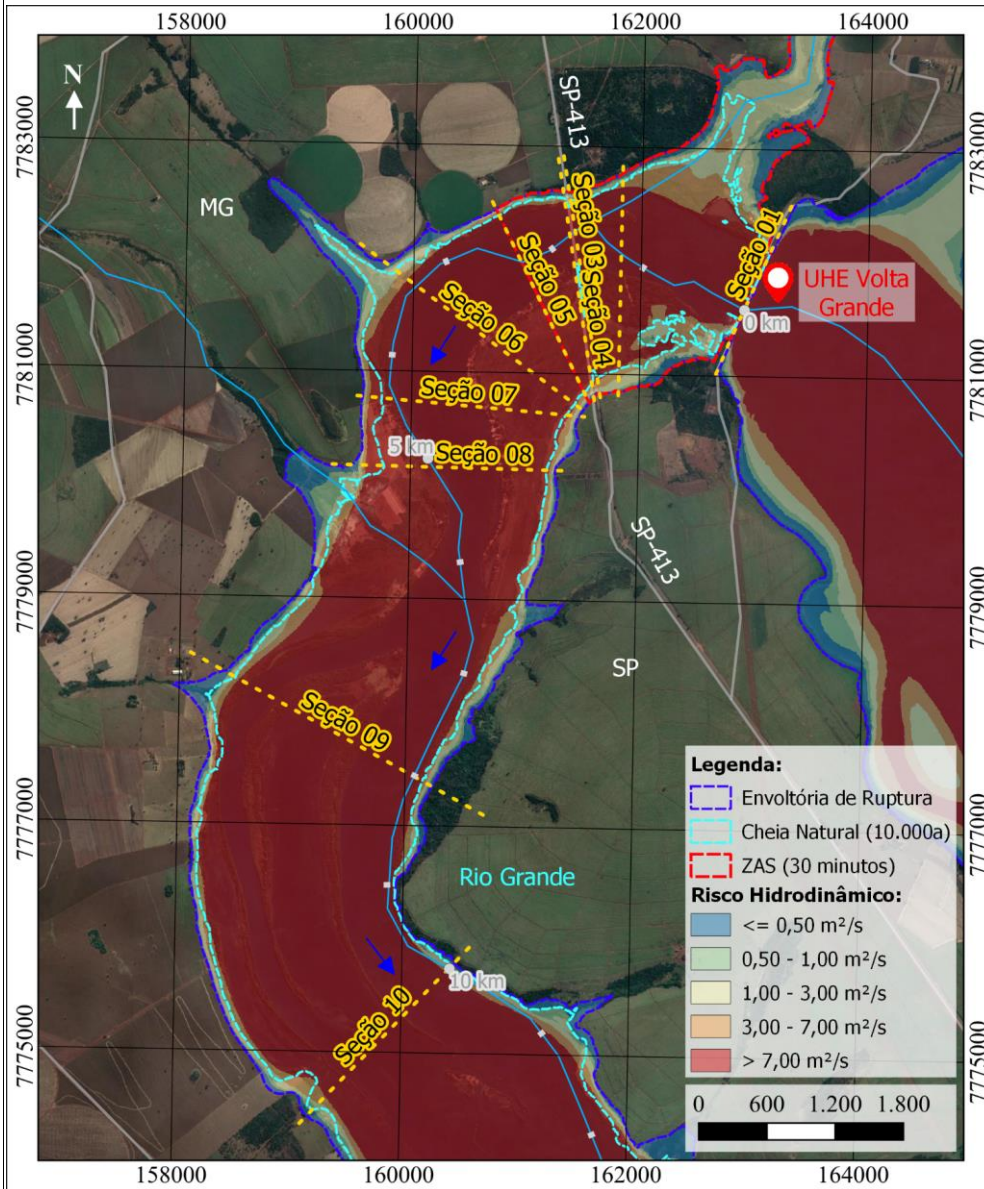 158000 160000 162000 164000
N
SP-413
7783000
7783000
MG
Seção 01
Seção 03
Seção 04
Seção 05
UHE Volta
Grande
0 km
Seção 06
7781000
7781000
Seção 07
5 km
Seção 08
SP-413
7779000
7779000
SP
Seção 09
7777000
7777000
Rio Grande
10 km
Seção 10
7775000
7775000
Legenda:
Envoltória de Ruptura
Cheia Natural (10.000a)
ZAS (30 minutos)
Risco Hidrodinâmico:
<= 0,50 m²/s
0,50 - 1,00 m²/s
1,00 - 3,00 m²/s
3,00 - 7,00 m²/s
> 7,00 m²/s
0 600 1.200 1.800
158000 160000 162000 164000